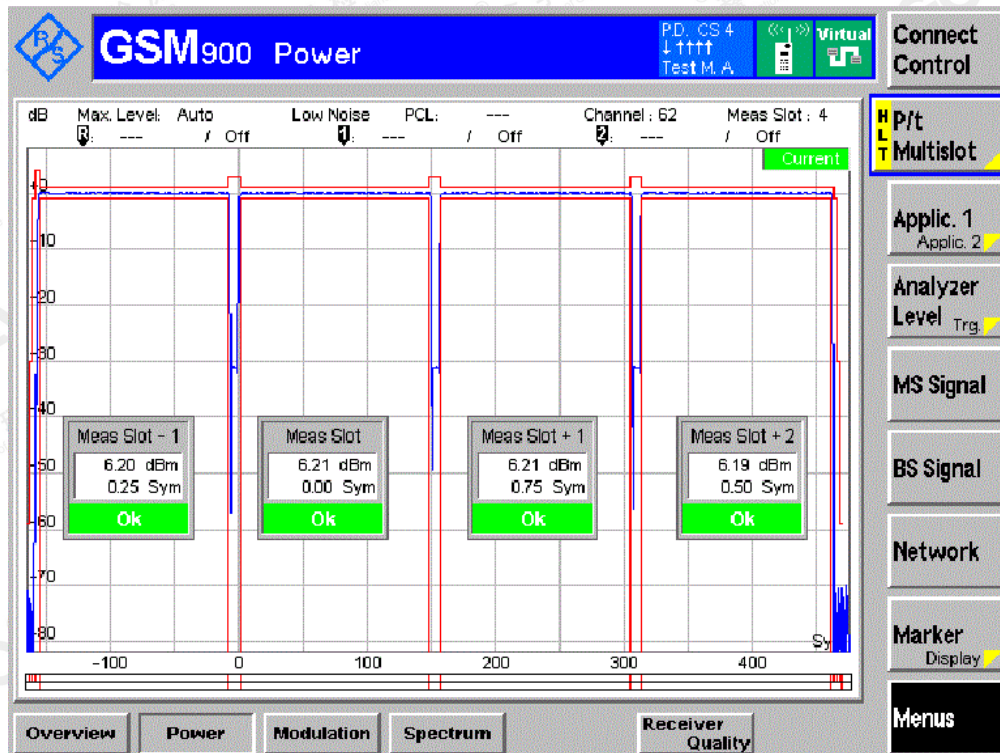 R S
GSM900 Power
P.D. CS 4
↓ ↑↑↑↑
Test M. A.
Virtual
Connect Control
dB Max. Level: Auto Low Noise PCL: --- Channel : 62 Meas Slot : 4
R: --- / Off 1: --- / Off 2: --- / Off
Current
HLT
P/t Multislot
Applic. 1
Applic. 2
Analyzer Level Trg.
MS Signal
BS Signal
Network
Marker
Display
Menus
+0
-10
-20
-30
-40
-50
-60
-70
-80
Meas Slot - 1
6.20 dBm
0.25 Sym
Ok
Meas Slot
6.21 dBm
0.00 Sym
Ok
Meas Slot + 1
6.21 dBm
0.75 Sym
Ok
Meas Slot + 2
6.19 dBm
0.50 Sym
Ok
Sy
-100 0 100 200 300 400
Overview Power Modulation Spectrum Receiver Quality